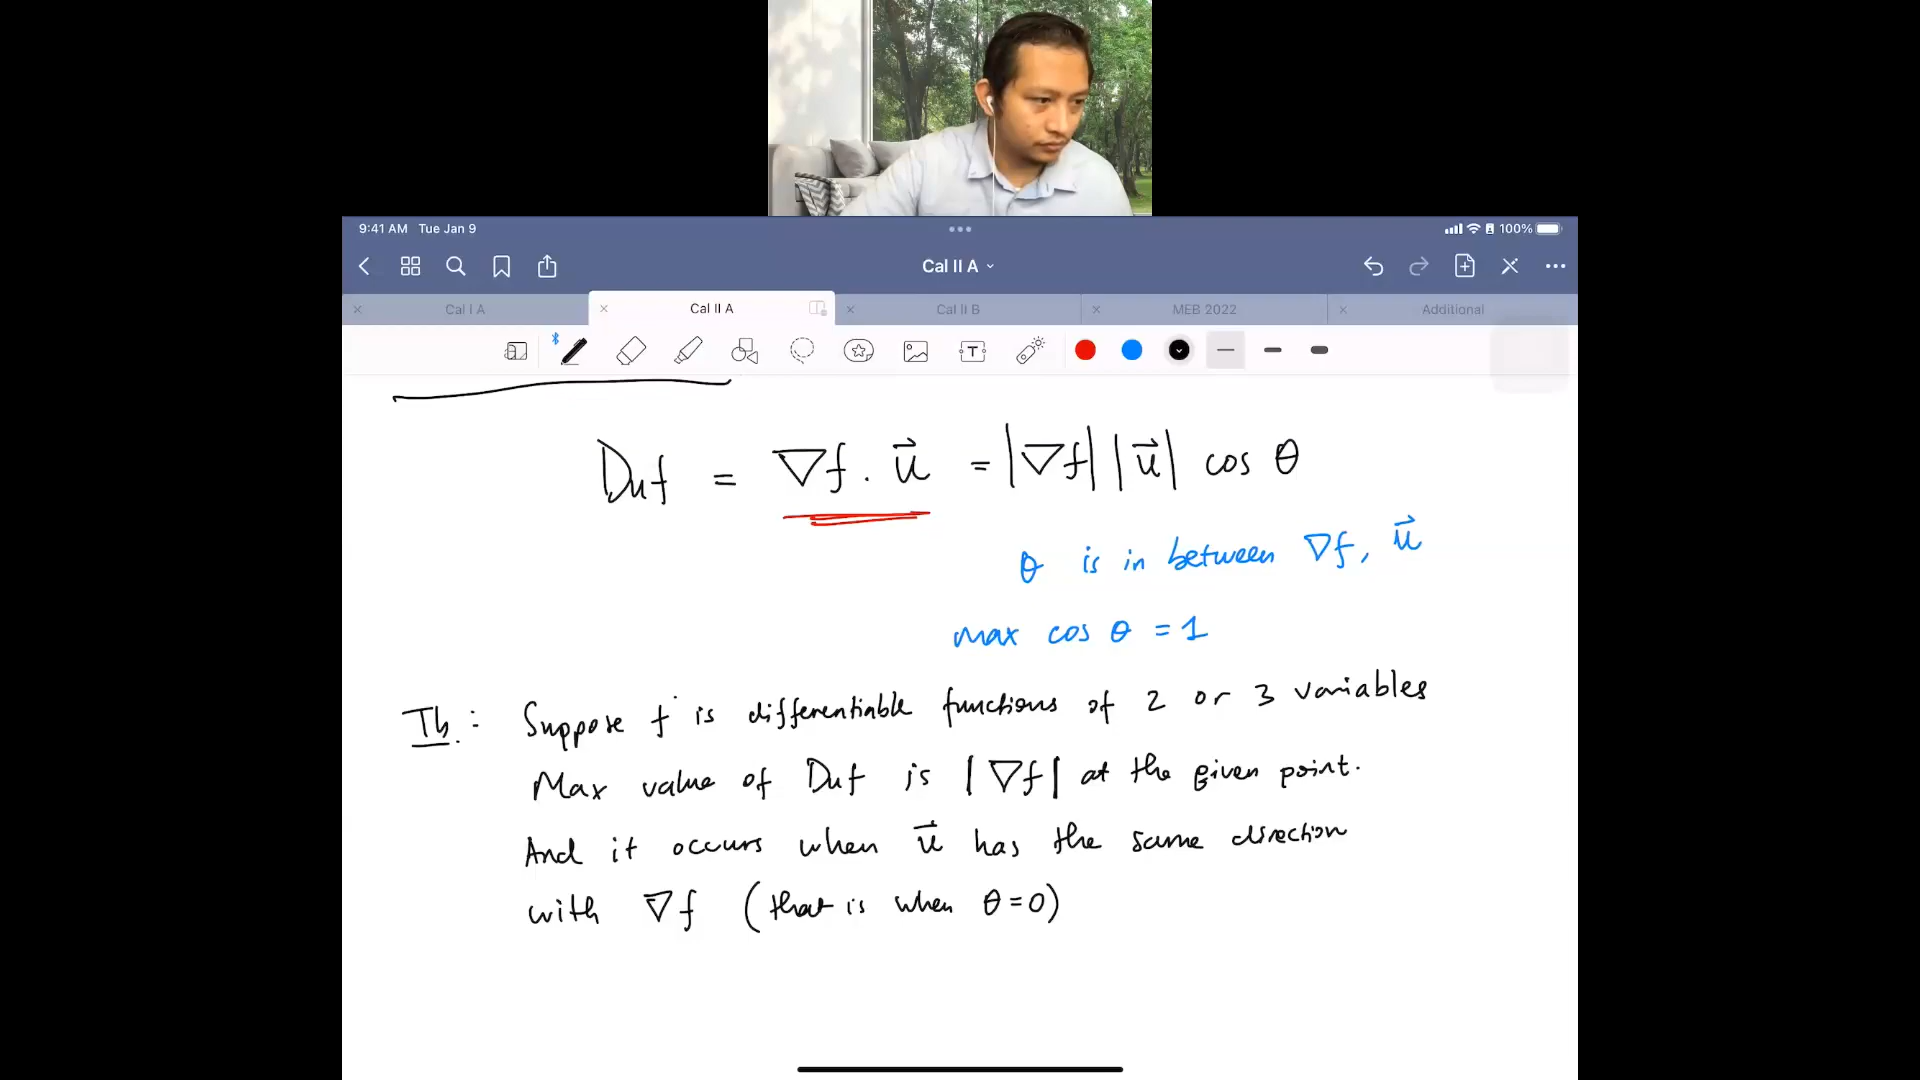 9:41 AM Tue Jan 9
100%
Cal II A
Cal I A
Cal II A
Cal II B
MEB 2022
Additional
Duf = ∇f . u⃗ = |∇f| |u⃗| cos θ
θ is in between ∇f, u⃗
max cos θ = 1
Th.: Suppose f is differentiable functions of 2 or 3 variables
Max value of Duf is |∇f| at the given point.
And it occurs when u⃗ has the same direction
with ∇f (that is when θ = 0)